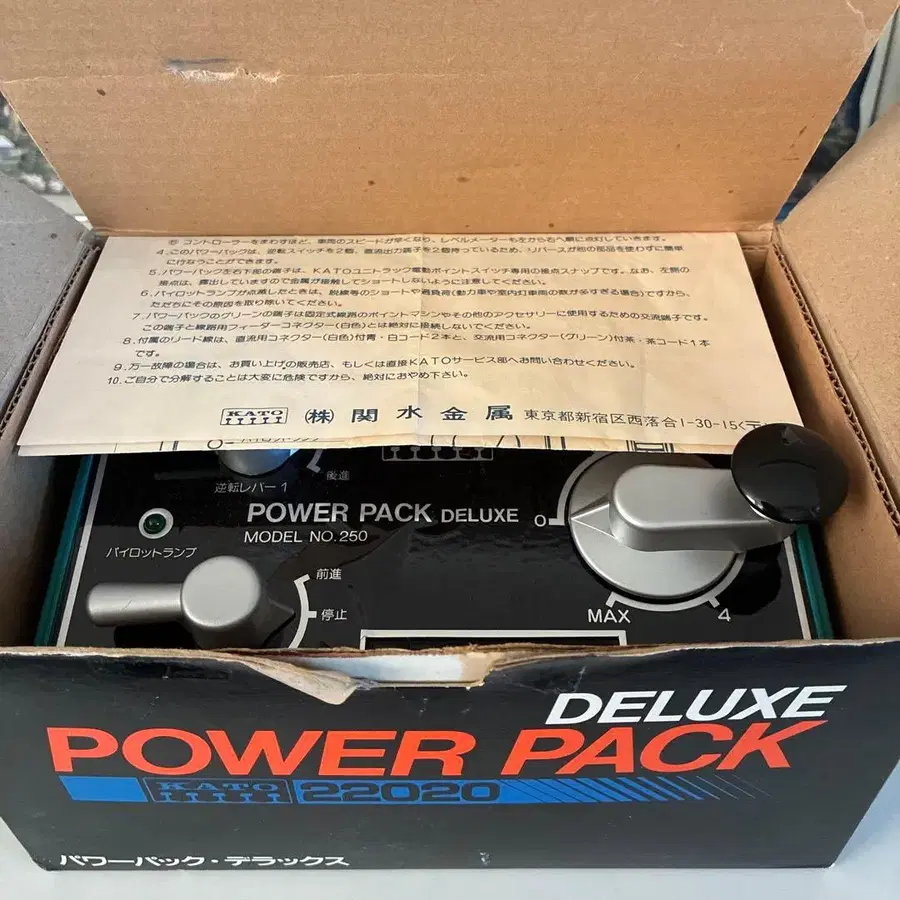 ⑤ コントローラーをまわすほど、車両のスピードが早くなり、レベルメーターも左から右へ順に点灯していきます。
4.このパワーパックは、逆転スイッチを2個、直流出力端子を2個持っているため、リバースが他の部品を使わずに簡単
に行なうことができます。
5.パワーパック左右下部の端子は、KATOユニトラック電動ポイントスイッチ専用の接点スナップです。なお、左側の
接点は、露出していますので金属が接触してショートしないように注意してください。
6.パイロットランプが点滅したときは、脱線等のショートや過負荷(動力車や室内灯車両の数が多すぎる場合)ですから、
ただちにその原因を取り除いてください。
7.パワーパックのグリーンの端子は固定式線路のポイントマシンやその他のアクセサリーに使用するための交流端子です。
この端子と線路用フィーダーコネクター(白色)とは絶対に接続しないでください。
8.付属のリード線は、直流用コネクター(白色)付青・白コード2本と、交流用コネクター(グリーン)付茶・茶コード1本
です。
9.万一故障の場合は、お買い上げの販売店、もしくは直接KATOサービス部へお問い合わせください。
10.ご自分で分解することは大変に危険ですから、絶対におやめ下さい。
KATO (株)関水金属 東京都新宿区西落合1-30-15〈〒
後進
逆転レバー1
POWER PACK DELUXE
MODEL NO.250
パイロットランプ
前進
停止
0
MAX
4
DELUXE
POWER PACK
KATO 22020
パワーパック・デラックス